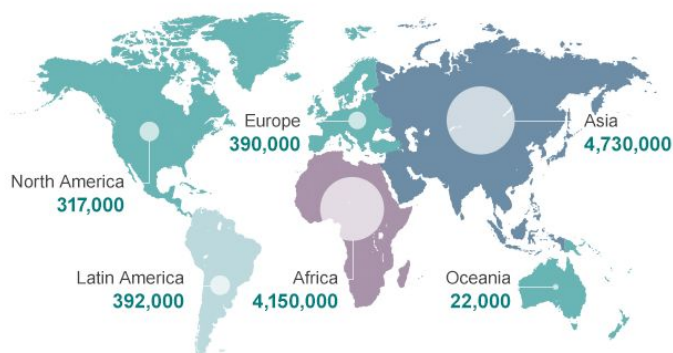 Europe
390,000
Asia
4,730,000
North America
317,000
Latin America
392,000
Africa
4,150,000
Oceania
22,000